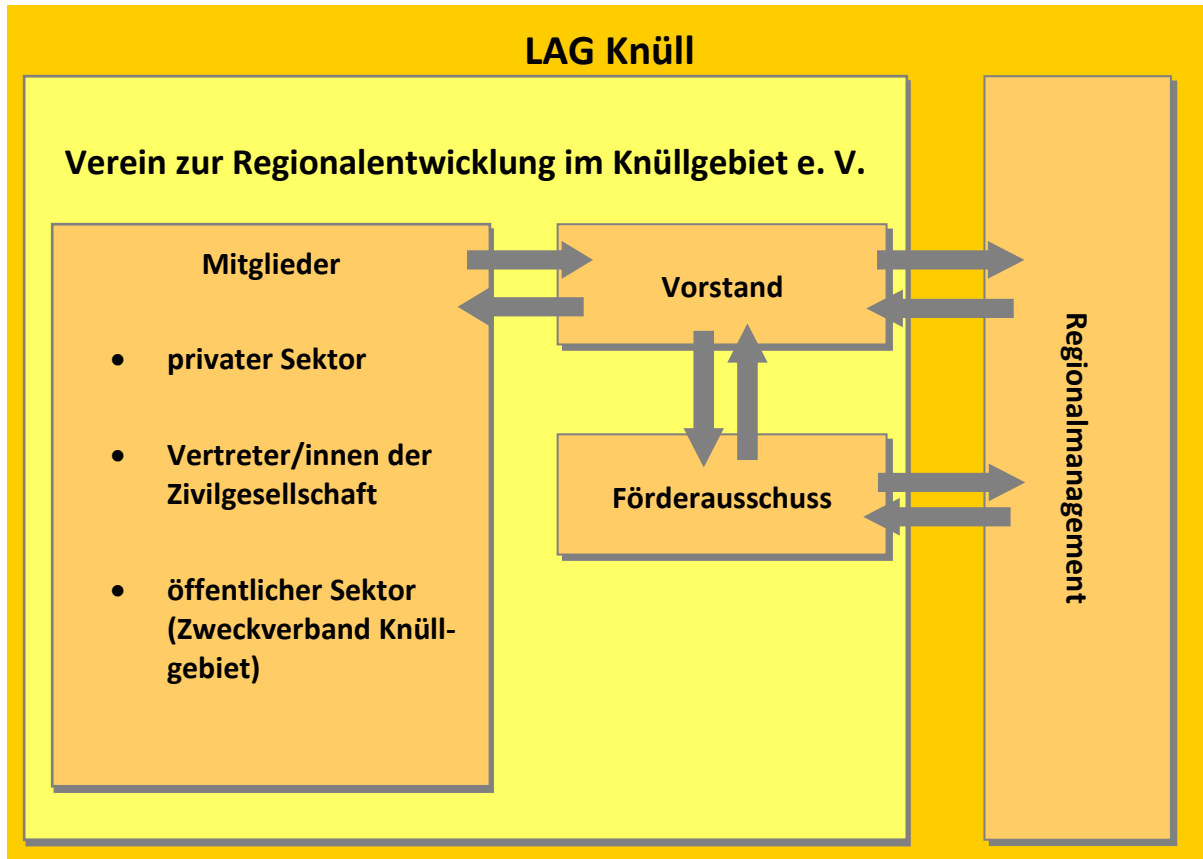 LAG Knüll
Verein zur Regionalentwicklung im Knüllgebiet e. V.
Mitglieder
• privater Sektor
• Vertreter/innen der
Zivilgesellschaft
• öffentlicher Sektor
(Zweckverband Knüll-
gebiet)
Vorstand
Förderausschuss
Regionalmanagement